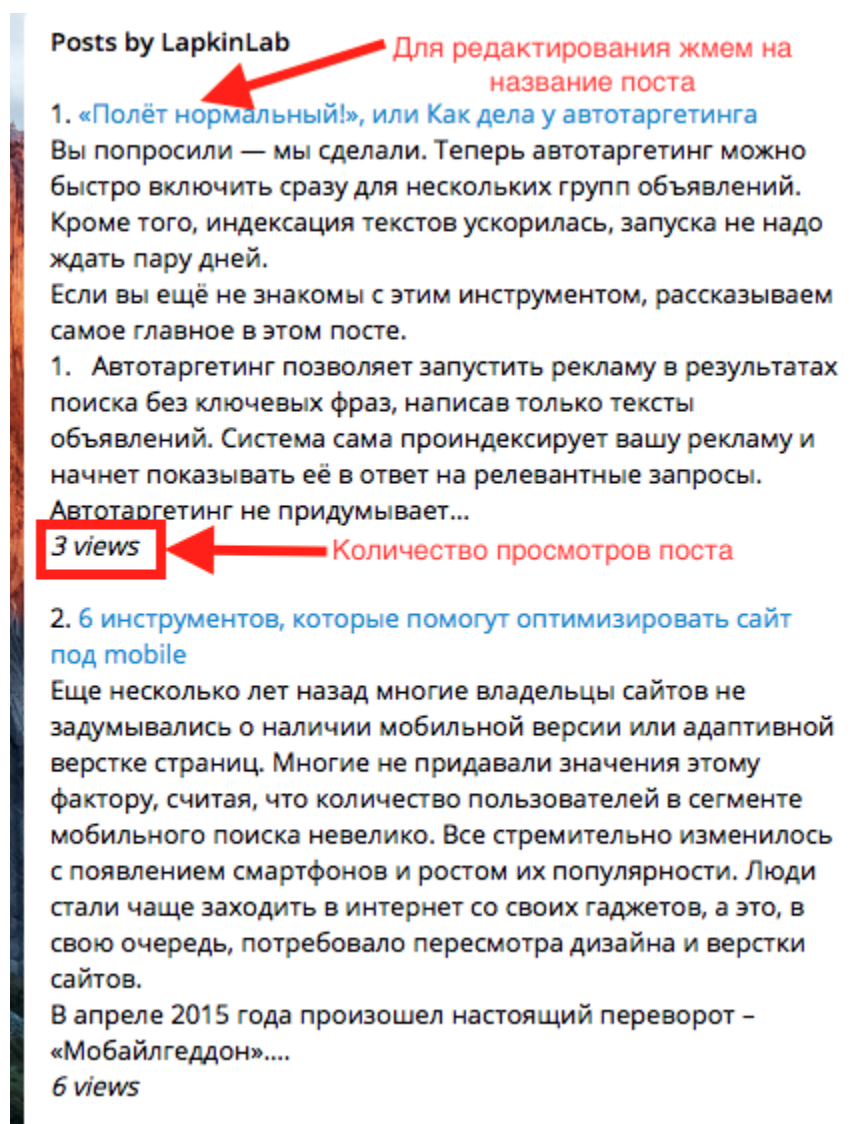 Posts by LapkinLab
Для редактирования жмем на
название поста
1. «Полёт нормальный!», или Как дела у автотаргетинга
Вы попросили — мы сделали. Теперь автотаргетинг можно
быстро включить сразу для нескольких групп объявлений.
Кроме того, индексация текстов ускорилась, запуска не надо
ждать пару дней.
Если вы ещё не знакомы с этим инструментом, рассказываем
самое главное в этом посте.
1. Автотаргетинг позволяет запустить рекламу в результатах
поиска без ключевых фраз, написав только тексты
объявлений. Система сама проиндексирует вашу рекламу и
начнет показывать её в ответ на релевантные запросы.
Автотаргетинг не придумывает...
3 views
Количество просмотров поста
2. 6 инструментов, которые помогут оптимизировать сайт
под mobile
Еще несколько лет назад многие владельцы сайтов не
задумывались о наличии мобильной версии или адаптивной
верстке страниц. Многие не придавали значения этому
фактору, считая, что количество пользователей в сегменте
мобильного поиска невелико. Все стремительно изменилось
с появлением смартфонов и ростом их популярности. Люди
стали чаще заходить в интернет со своих гаджетов, а это, в
свою очередь, потребовало пересмотра дизайна и верстки
сайтов.
В апреле 2015 года произошел настоящий переворот –
«Мобайлгеддон»....
6 views